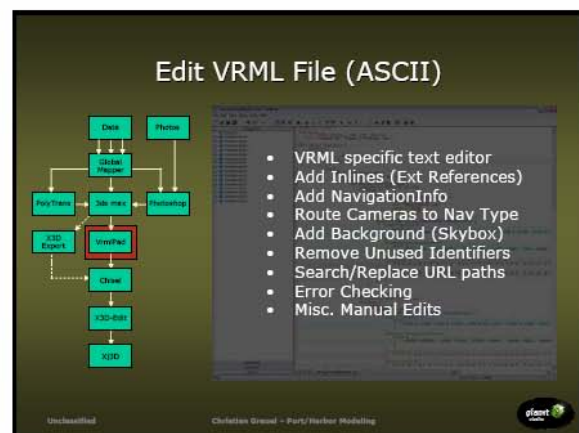 Edit VRML File (ASCII)
Data
Photos
Global
Mapper
PolyTrans
3ds max
Photoshop
X3D
Export
VrmlPad
Chisel
X3D-Edit
Xj3D
• VRML specific text editor
• Add Inlines (Ext References)
• Add NavigationInfo
• Route Cameras to Nav Type
• Add Background (Skybox)
• Remove Unused Identifiers
• Search/Replace URL paths
• Error Checking
• Misc. Manual Edits
Unclassified
Christian Greuel – Port/Harbor Modeling
planet